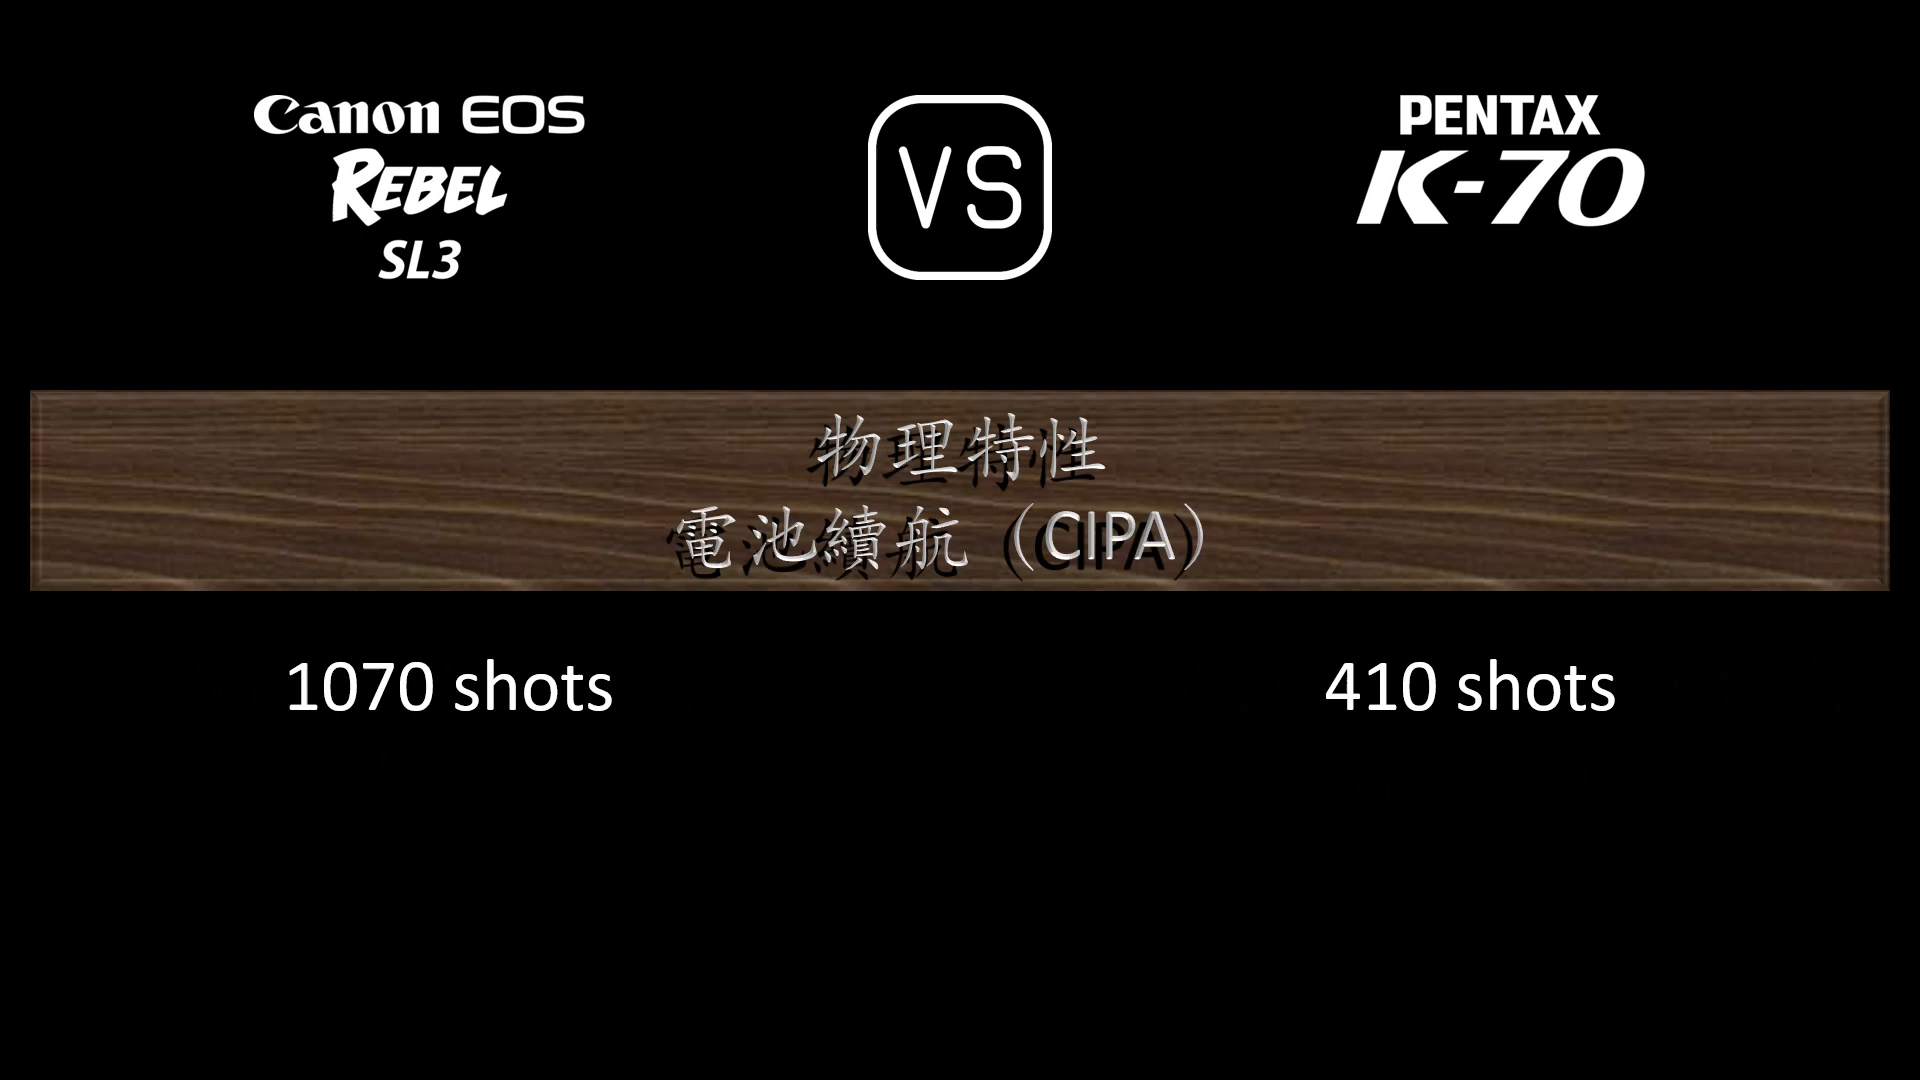 Canon EOS
REBEL
SL3
VS
PENTAX
K-70
物理特性
電池續航（CIPA）
1070 shots
410 shots